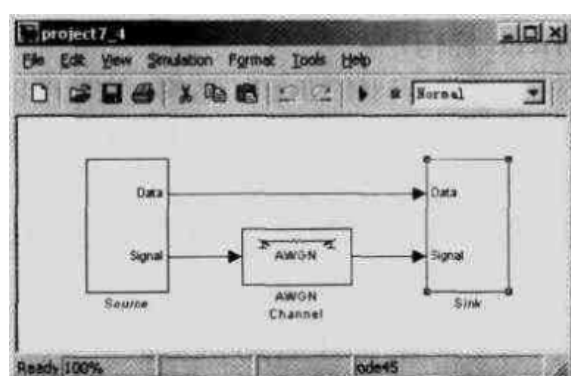 project7_4
File Edit View Simulation Format Tools Help
Normal
Data
Data
Signal
AWGN
Signal
Source
AWGN
Channel
Sink
Ready 100%
ode45